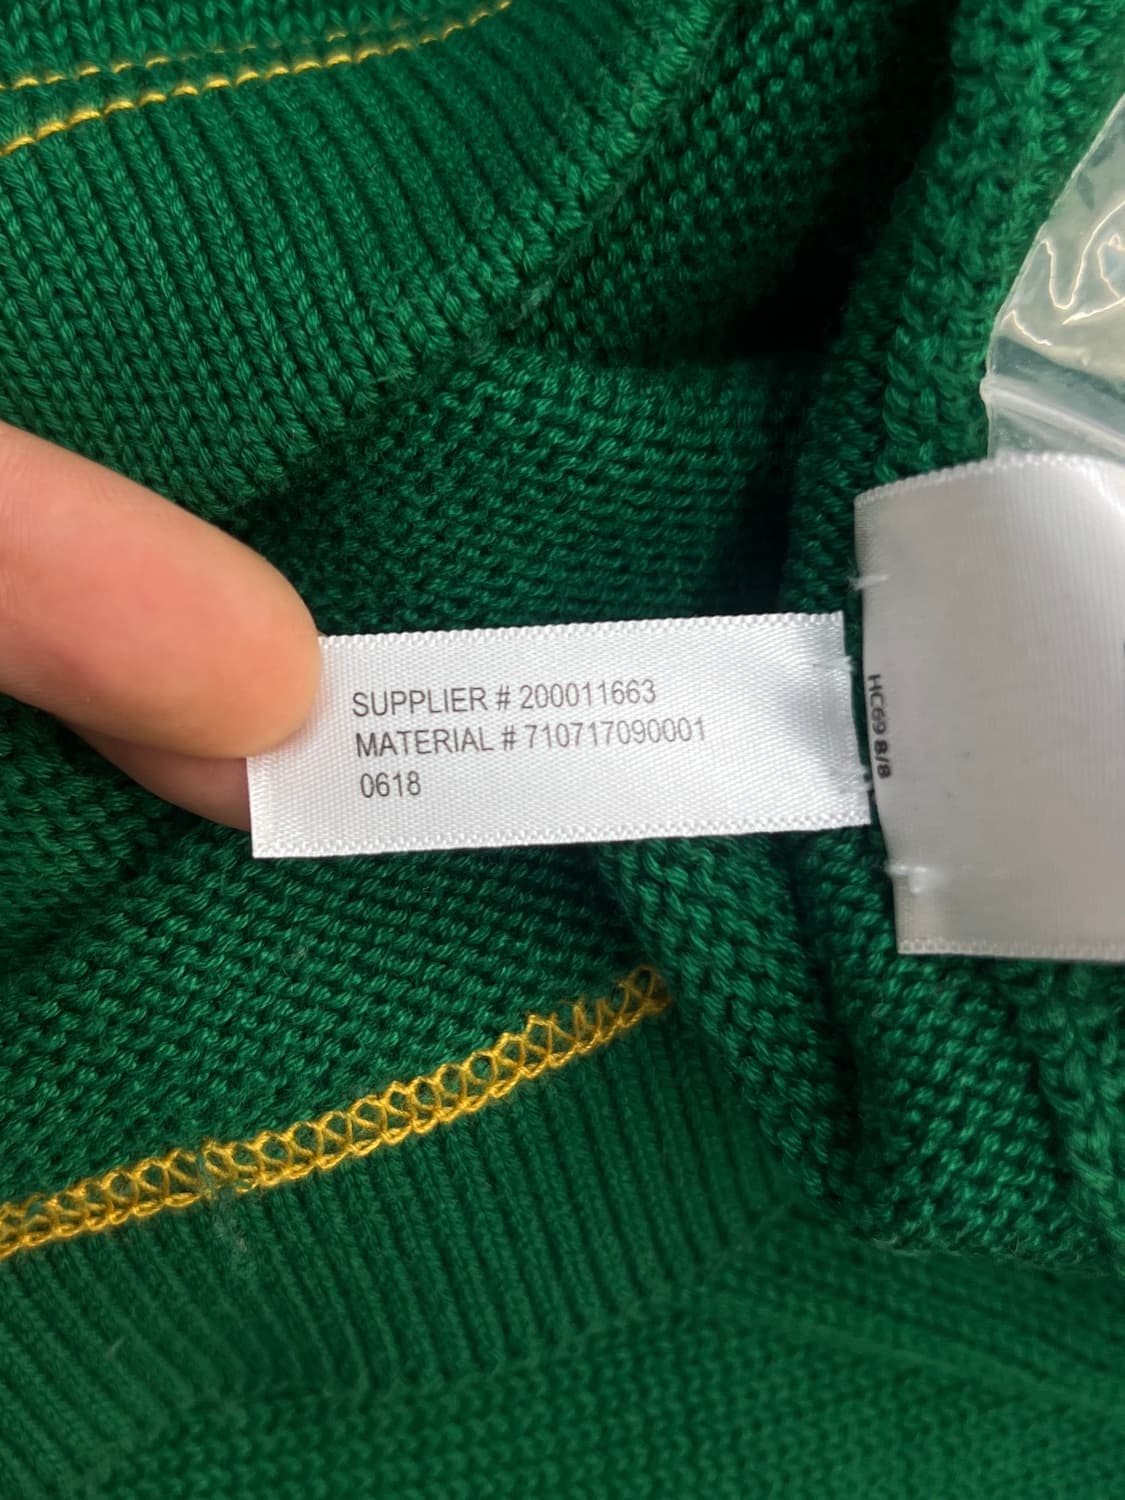 SUPPLIER # 200011663
MATERIAL # 710717090001
0618
HC69 8/8